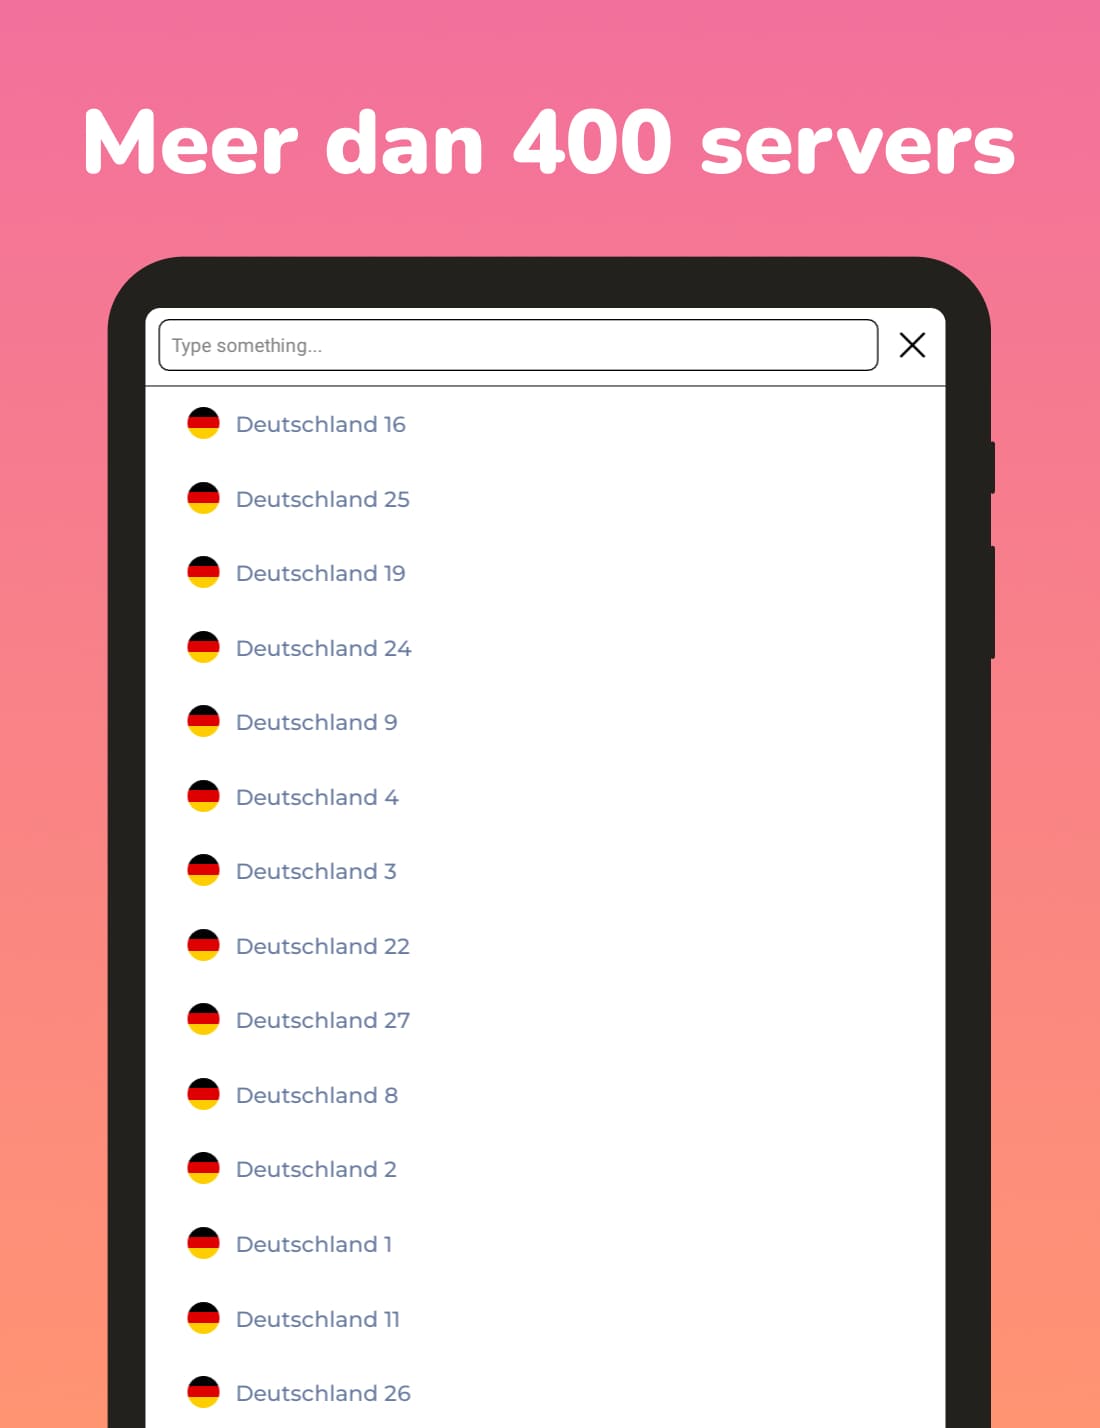 Meer dan 400 servers
Type something...
Deutschland 16
Deutschland 25
Deutschland 19
Deutschland 24
Deutschland 9
Deutschland 4
Deutschland 3
Deutschland 22
Deutschland 27
Deutschland 8
Deutschland 2
Deutschland 1
Deutschland 11
Deutschland 26